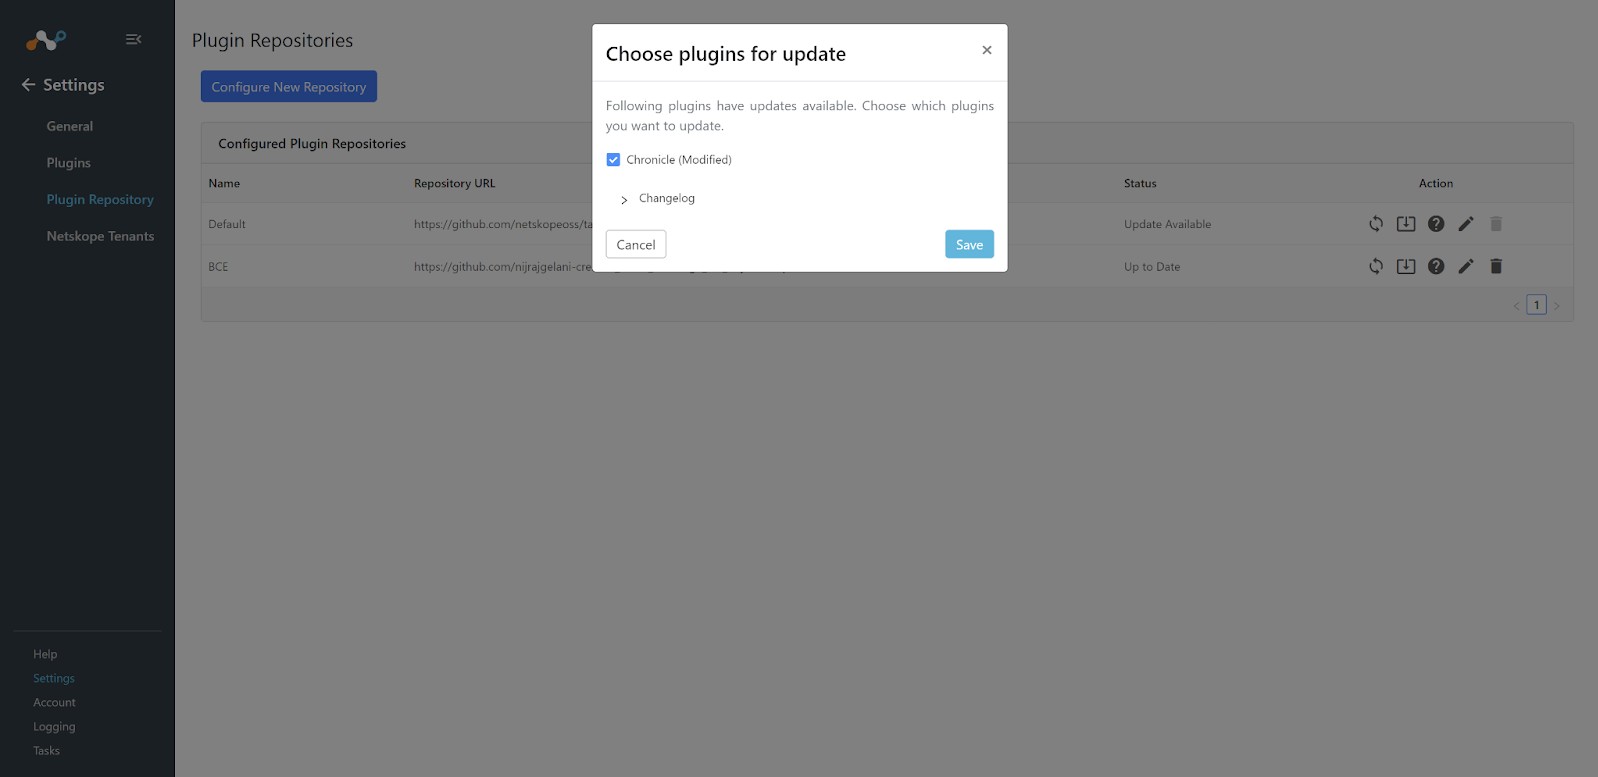 Settings
General
Plugins
Plugin Repository
Netskope Tenants
Help
Settings
Account
Logging
Tasks
Plugin Repositories
Configure New Repository
Configured Plugin Repositories
Name Repository URL Status Action
Default https://github.com/netskopeoss/ta Update Available
BCE https://github.com/nijrajgelani-cre Up to Date
1
Choose plugins for update
Following plugins have updates available. Choose which plugins
you want to update.
Chronicle (Modified)
Changelog
Cancel Save